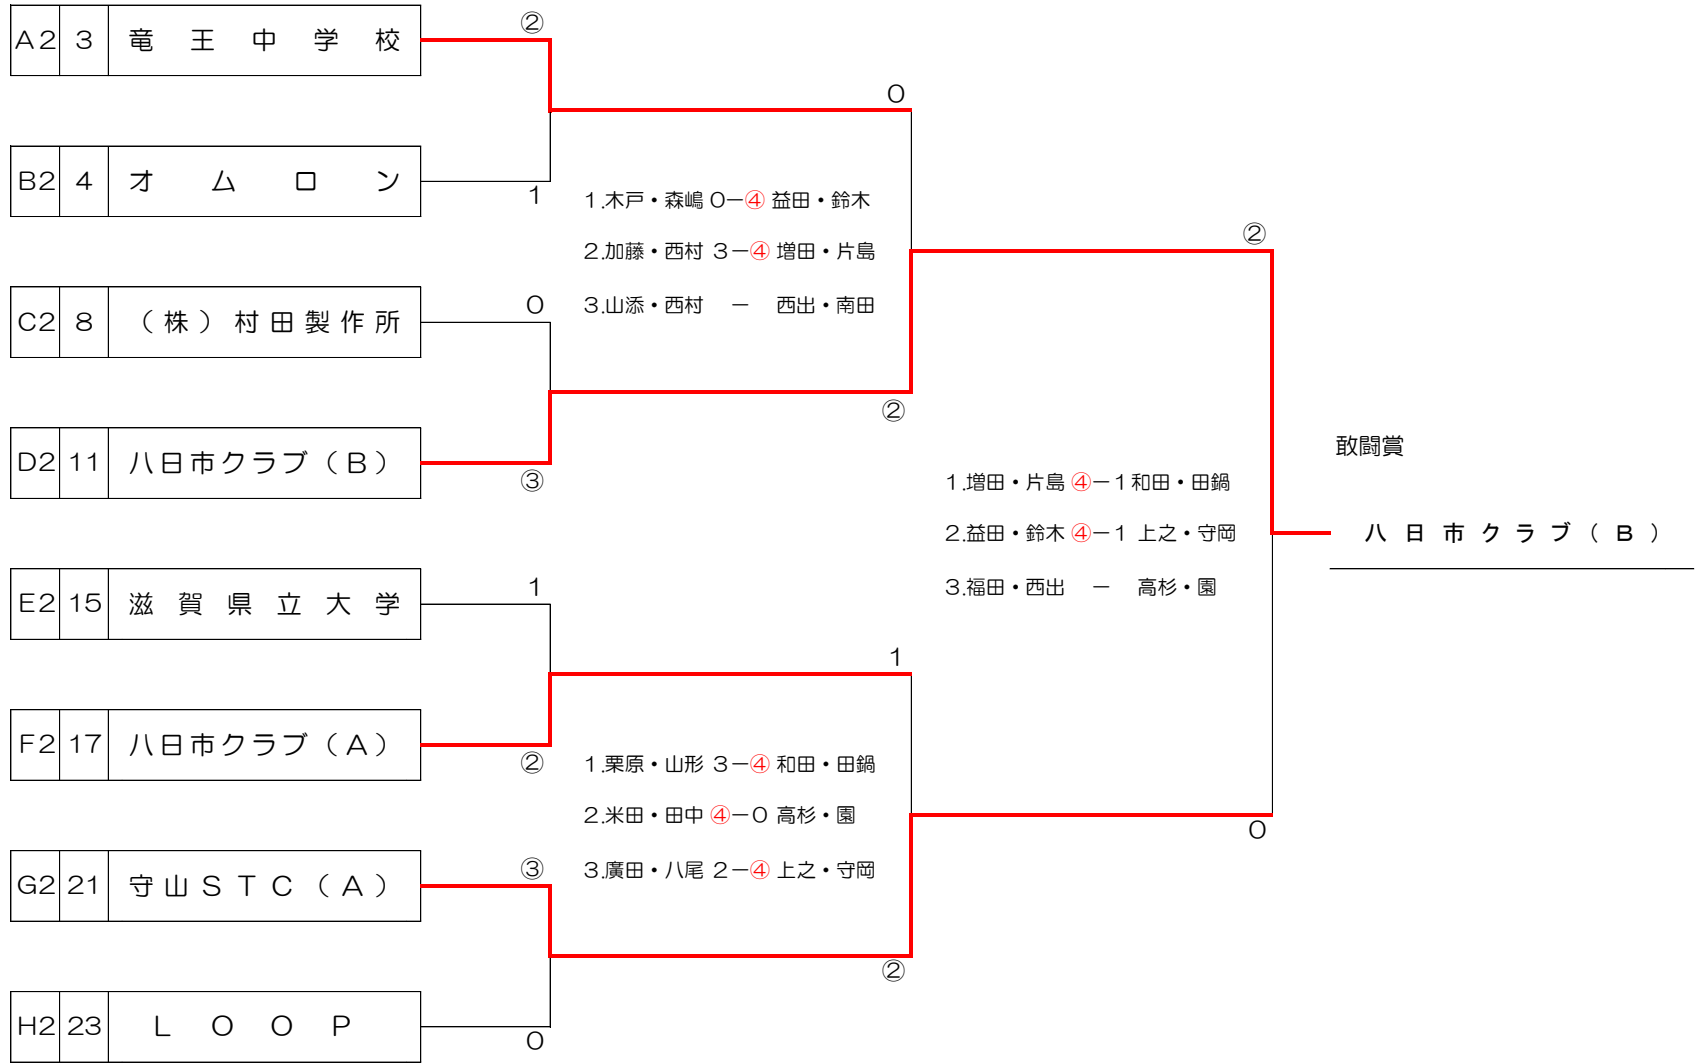 ②
A2 3 竜王中学校
0
B2 4 オムロン
1
1.木戸・森嶋 0－④ 益田・鈴木
②
2.加藤・西村 3－④ 増田・片島
C2 8 （株）村田製作所
0
3.山添・西村 － 西出・南田
②
D2 11 八日市クラブ（B）
③
敢闘賞
1.増田・片島 ④－1 和田・田鍋
2.益田・鈴木 ④－1 上之・守岡
八日市クラブ（B）
3.福田・西出 － 高杉・園
E2 15 滋賀県立大学
1
1
F2 17 八日市クラブ（A）
②
1.栗原・山形 3－④ 和田・田鍋
2.米田・田中 ④－0 高杉・園
0
G2 21 守山STC（A）
③
3.廣田・八尾 2－④ 上之・守岡
②
H2 23 LOOP
0